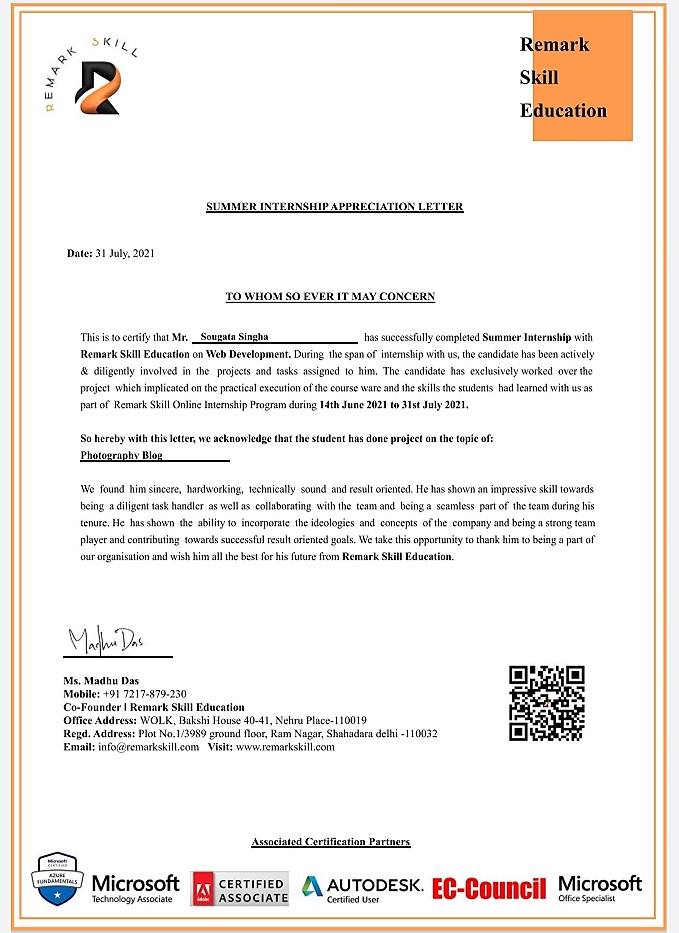 REMARK SKILL
Remark
Skill
Education
SUMMER INTERNSHIP APPRECIATION LETTER
Date: 31 July, 2021
TO WHOM SO EVER IT MAY CONCERN
This is to certify that Mr. Sougata Singha has successfully completed Summer Internship with
Remark Skill Education on Web Development. During the span of internship with us, the candidate has been actively
& diligently involved in the projects and tasks assigned to him. The candidate has exclusively worked over the
project which implicated on the practical execution of the course ware and the skills the students had learned with us as
part of Remark Skill Online Internship Program during 14th June 2021 to 31st July 2021.
So hereby with this letter, we acknowledge that the student has done project on the topic of:
Photography Blog
We found him sincere, hardworking, technically sound and result oriented. He has shown an impressive skill towards
being a diligent task handler as well as collaborating with the team and being a seamless part of the team during his
tenure. He has shown the ability to incorporate the ideologies and concepts of the company and being a strong team
player and contributing towards successful result oriented goals. We take this opportunity to thank him to being a part of
our organisation and wish him all the best for his future from Remark Skill Education.
Madhu Das
Ms. Madhu Das
Mobile: +91 7217-879-230
Co-Founder | Remark Skill Education
Office Address: WOLK, Bakshi House 40-41, Nehru Place-110019
Regd. Address: Plot No.1/3989 ground floor, Ram Nagar, Shahadara delhi -110032
Email: info@remarkskill.com Visit: www.remarkskill.com
Associated Certification Partners
Microsoft
CERTIFIED
AZURE
FUNDAMENTALS
Microsoft
Technology Associate
Adobe
CERTIFIED
ASSOCIATE
AUTODESK.
Certified User
EC-Council
Microsoft
Office Specialist